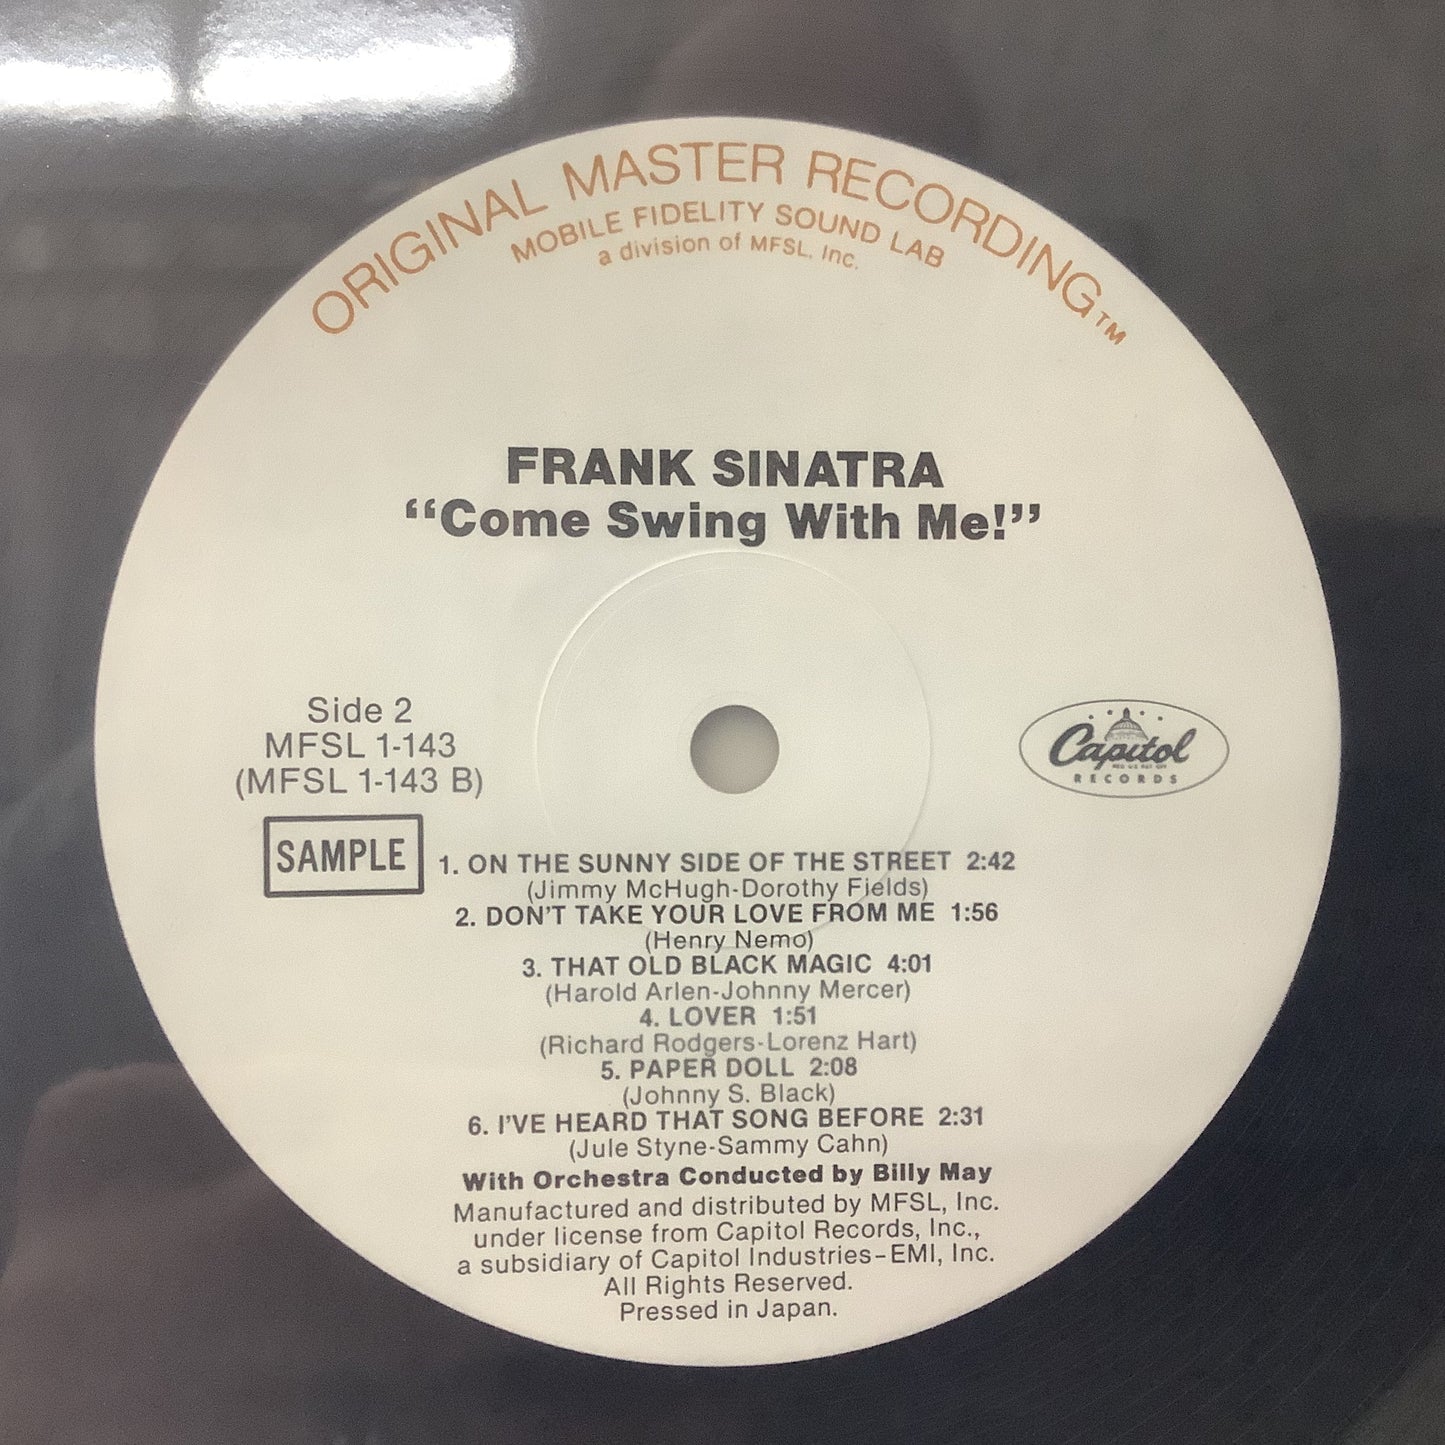 ORIGINAL MASTER RECORDING™
MOBILE FIDELITY SOUND LAB
a division of MFSL, Inc.
FRANK SINATRA
“Come Swing With Me!”
Side 2
MFSL 1-143
(MFSL 1-143 B)
Capitol
RECORDS
SAMPLE
1. ON THE SUNNY SIDE OF THE STREET 2:42
(Jimmy McHugh-Dorothy Fields)
2. DON'T TAKE YOUR LOVE FROM ME 1:56
(Henry Nemo)
3. THAT OLD BLACK MAGIC 4:01
(Harold Arlen-Johnny Mercer)
4. LOVER 1:51
(Richard Rodgers-Lorenz Hart)
5. PAPER DOLL 2:08
(Johnny S. Black)
6. I'VE HEARD THAT SONG BEFORE 2:31
(Jule Styne-Sammy Cahn)
With Orchestra Conducted by Billy May
Manufactured and distributed by MFSL, Inc.
under license from Capitol Records, Inc.,
a subsidiary of Capitol Industries-EMI, Inc.
All Rights Reserved.
Pressed in Japan.